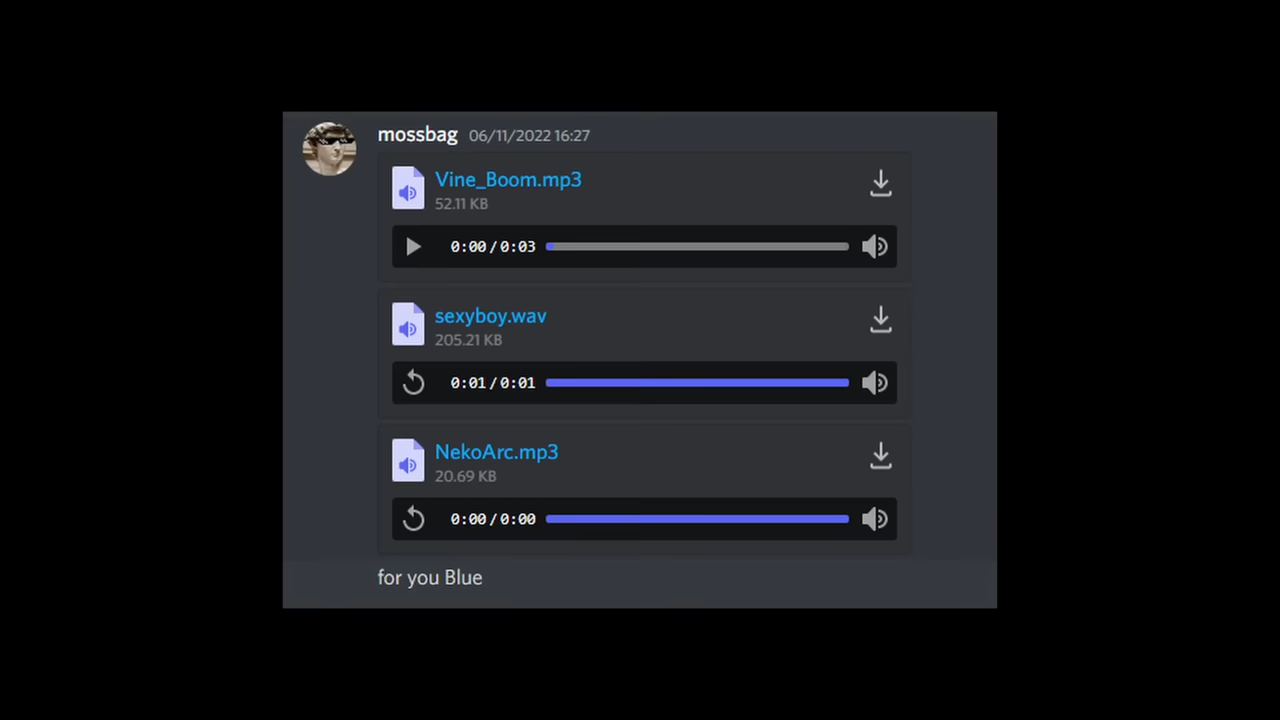 mossbag 06/11/2022 16:27
Vine_Boom.mp3
52.11 KB
0:00/0:03
sexyboy.wav
205.21 KB
0:01/0:01
NekoArc.mp3
20.69 KB
0:00/0:00
for you Blue